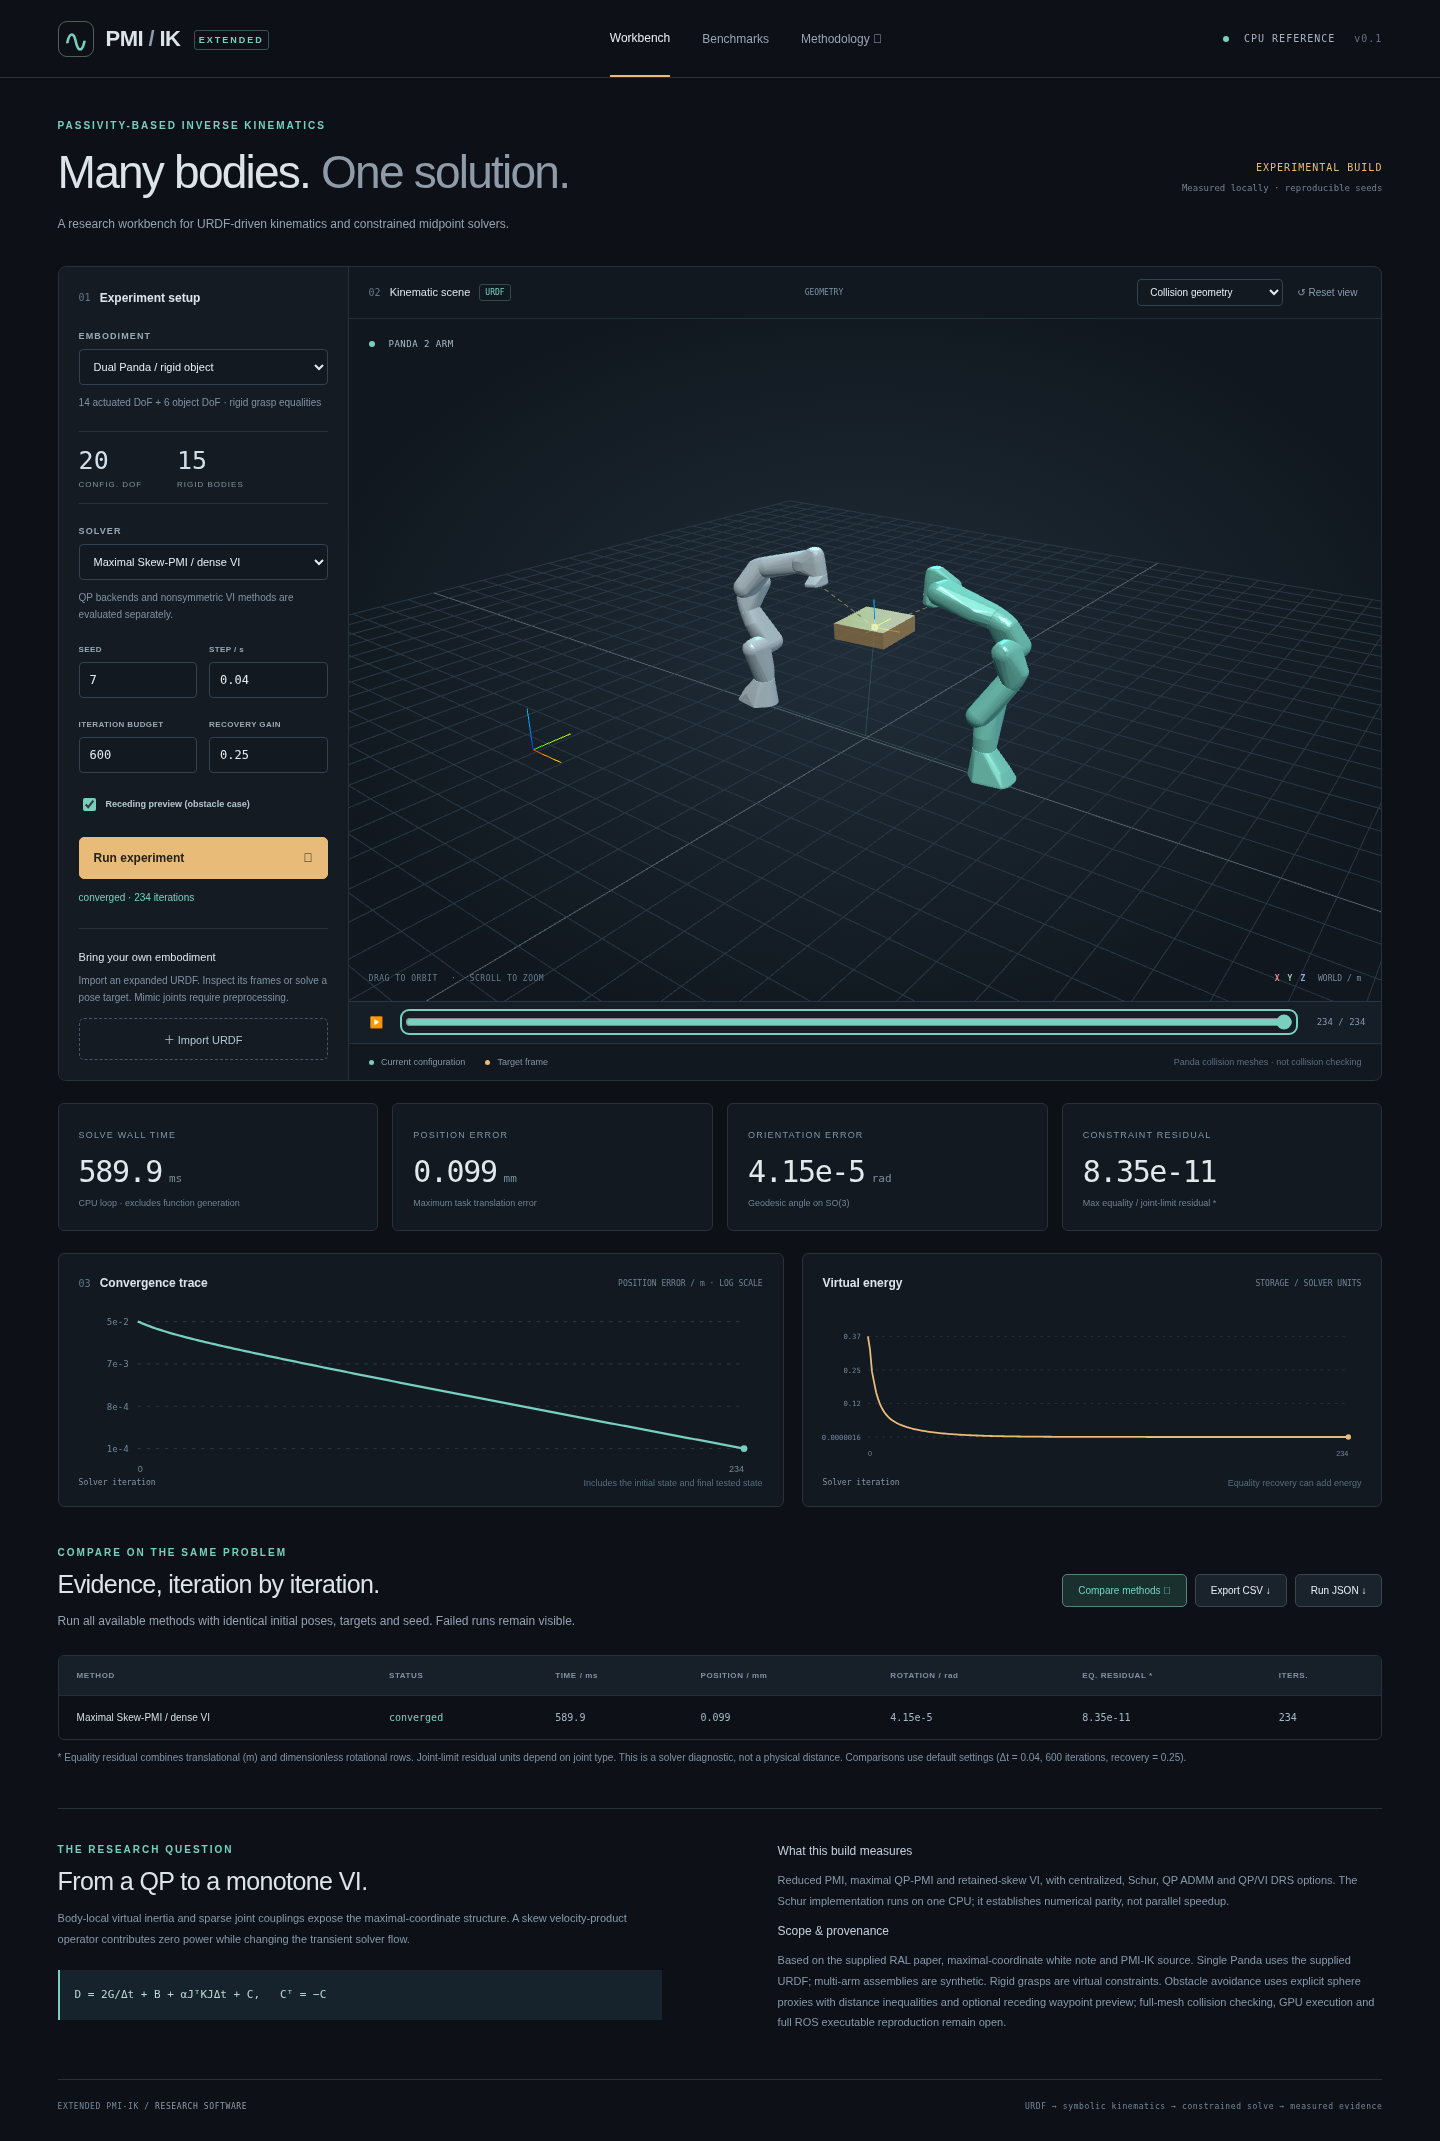 PMI / IK EXTENDED
Workbench Benchmarks Methodology
CPU REFERENCE v0.1
PASSIVITY-BASED INVERSE KINEMATICS
Many bodies. One solution.
EXPERIMENTAL BUILD
Measured locally · reproducible seeds
A research workbench for URDF-driven kinematics and constrained midpoint solvers.
01 Experiment setup
EMBODIMENT
Dual Panda / rigid object
14 actuated DoF + 6 object DoF · rigid grasp equalities
20 15
CONFIG. DOF RIGID BODIES
SOLVER
Maximal Skew-PMI / dense VI
QP backends and nonsymmetric VI methods are
evaluated separately.
SEED STEP / s
7 0.04
ITERATION BUDGET RECOVERY GAIN
600 0.25
Receding preview (obstacle case)
Run experiment
converged · 234 iterations
Bring your own embodiment
Import an expanded URDF. Inspect its frames or solve a
pose target. Mimic joints require preprocessing.
+ Import URDF
02 Kinematic scene URDF
GEOMETRY
Collision geometry
↺ Reset view
PANDA 2 ARM
DRAG TO ORBIT · SCROLL TO ZOOM
X Y Z WORLD / m
234 / 234
Current configuration Target frame
Panda collision meshes · not collision checking
SOLVE WALL TIME
589.9 ms
CPU loop · excludes function generation
POSITION ERROR
0.099 mm
Maximum task translation error
ORIENTATION ERROR
4.15e-5 rad
Geodesic angle on SO(3)
CONSTRAINT RESIDUAL
8.35e-11
Max equality / joint-limit residual *
03 Convergence trace
POSITION ERROR / m · LOG SCALE
5e-2
7e-3
8e-4
1e-4
0 234
Solver iteration
Includes the initial state and final tested state
Virtual energy
STORAGE / SOLVER UNITS
0.37
0.25
0.12
0.0000016
0 234
Solver iteration
Equality recovery can add energy
COMPARE ON THE SAME PROBLEM
Evidence, iteration by iteration.
Run all available methods with identical initial poses, targets and seed. Failed runs remain visible.
Compare methods
Export CSV ↓
Run JSON ↓
METHOD STATUS TIME / ms POSITION / mm ROTATION / rad EQ. RESIDUAL * ITERS.
Maximal Skew-PMI / dense VI converged 589.9 0.099 4.15e-5 8.35e-11 234
* Equality residual combines translational (m) and dimensionless rotational rows. Joint-limit residual units depend on joint type. This is a solver diagnostic, not a physical distance. Comparisons use default settings (Δt = 0.04, 600 iterations, recovery = 0.25).
THE RESEARCH QUESTION
From a QP to a monotone VI.
Body-local virtual inertia and sparse joint couplings expose the maximal-coordinate structure. A skew velocity-product
operator contributes zero power while changing the transient solver flow.
D = 2G/Δt + B + αJᵀKJΔt + C, Cᵀ = −C
What this build measures
Reduced PMI, maximal QP-PMI and retained-skew VI, with centralized, Schur, QP ADMM and QP/VI DRS options. The
Schur implementation runs on one CPU; it establishes numerical parity, not parallel speedup.
Scope & provenance
Based on the supplied RAL paper, maximal-coordinate white note and PMI-IK source. Single Panda uses the supplied
URDF; multi-arm assemblies are synthetic. Rigid grasps are virtual constraints. Obstacle avoidance uses explicit sphere
proxies with distance inequalities and optional receding waypoint preview; full-mesh collision checking, GPU execution and
full ROS executable reproduction remain open.
EXTENDED PMI-IK / RESEARCH SOFTWARE
URDF → symbolic kinematics → constrained solve → measured evidence